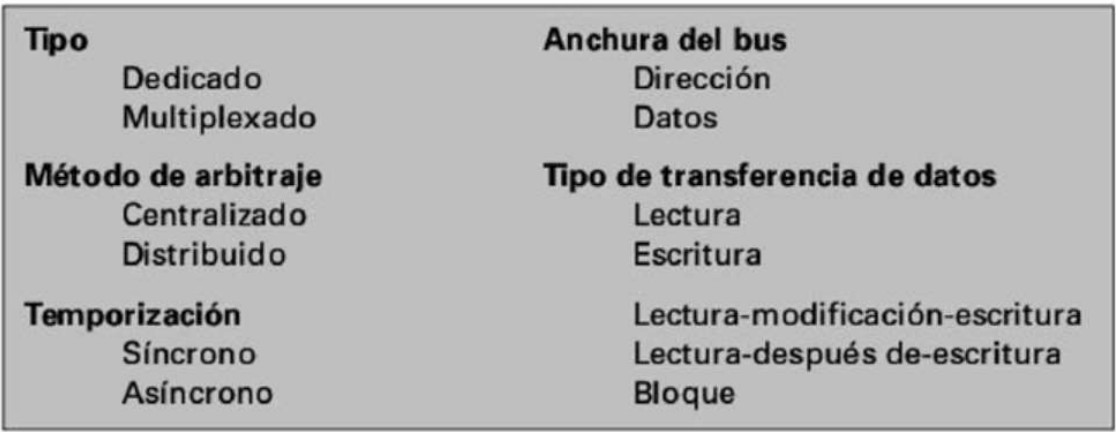 Tipo
Dedicado
Multiplexado
Método de arbitraje
Centralizado
Distribuido
Temporización
Síncrono
Asíncrono
Anchura del bus
Dirección
Datos
Tipo de transferencia de datos
Lectura
Escritura
Lectura-modificación-escritura
Lectura-después de-escritura
Bloque